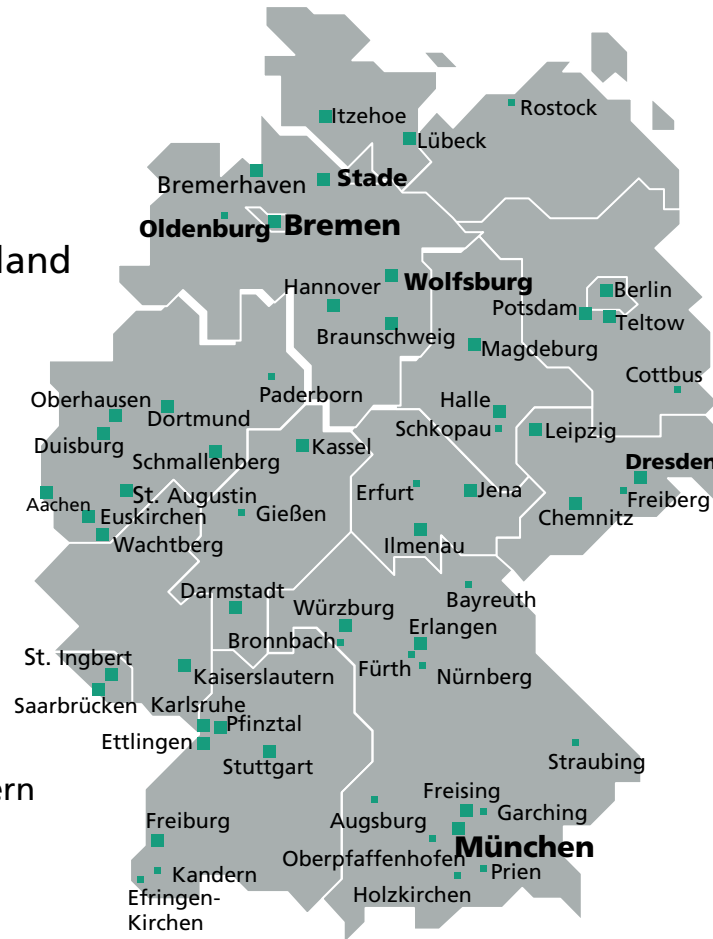 Rostock
Itzehoe
Lübeck
Bremerhaven
Stade
Oldenburg
Bremen
land
Hannover
Wolfsburg
Berlin
Potsdam
Teltow
Braunschweig
Magdeburg
Cottbus
Paderborn
Oberhausen
Dortmund
Halle
Schkopau
Leipzig
Duisburg
Kassel
Schmallenberg
Dresden
Aachen
St. Augustin
Erfurt
Jena
Freiberg
Euskirchen
Gießen
Chemnitz
Wachtberg
Ilmenau
Darmstadt
Würzburg
Bayreuth
Bronnbach
Erlangen
St. Ingbert
Kaiserslautern
Fürth
Nürnberg
Saarbrücken
Karlsruhe
Pfinztal
Ettlingen
Stuttgart
Straubing
ern
Freising
Garching
Freiburg
Augsburg
München
Oberpfaffenhofen
Kandern
Prien
Efringen-
Kirchen
Holzkirchen